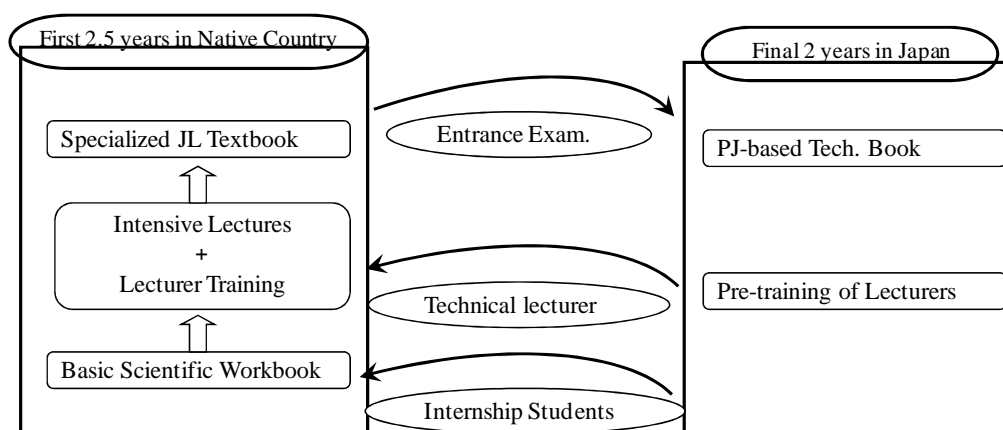 First 2.5 years in Native Country
Final 2 years in Japan
Specialized JL Textbook
Entrance Exam.
PJ-based Tech. Book
Intensive Lectures
+
Lecturer Training
Technical lecturer
Pre-training of Lecturers
Basic Scientific Workbook
Internship Students